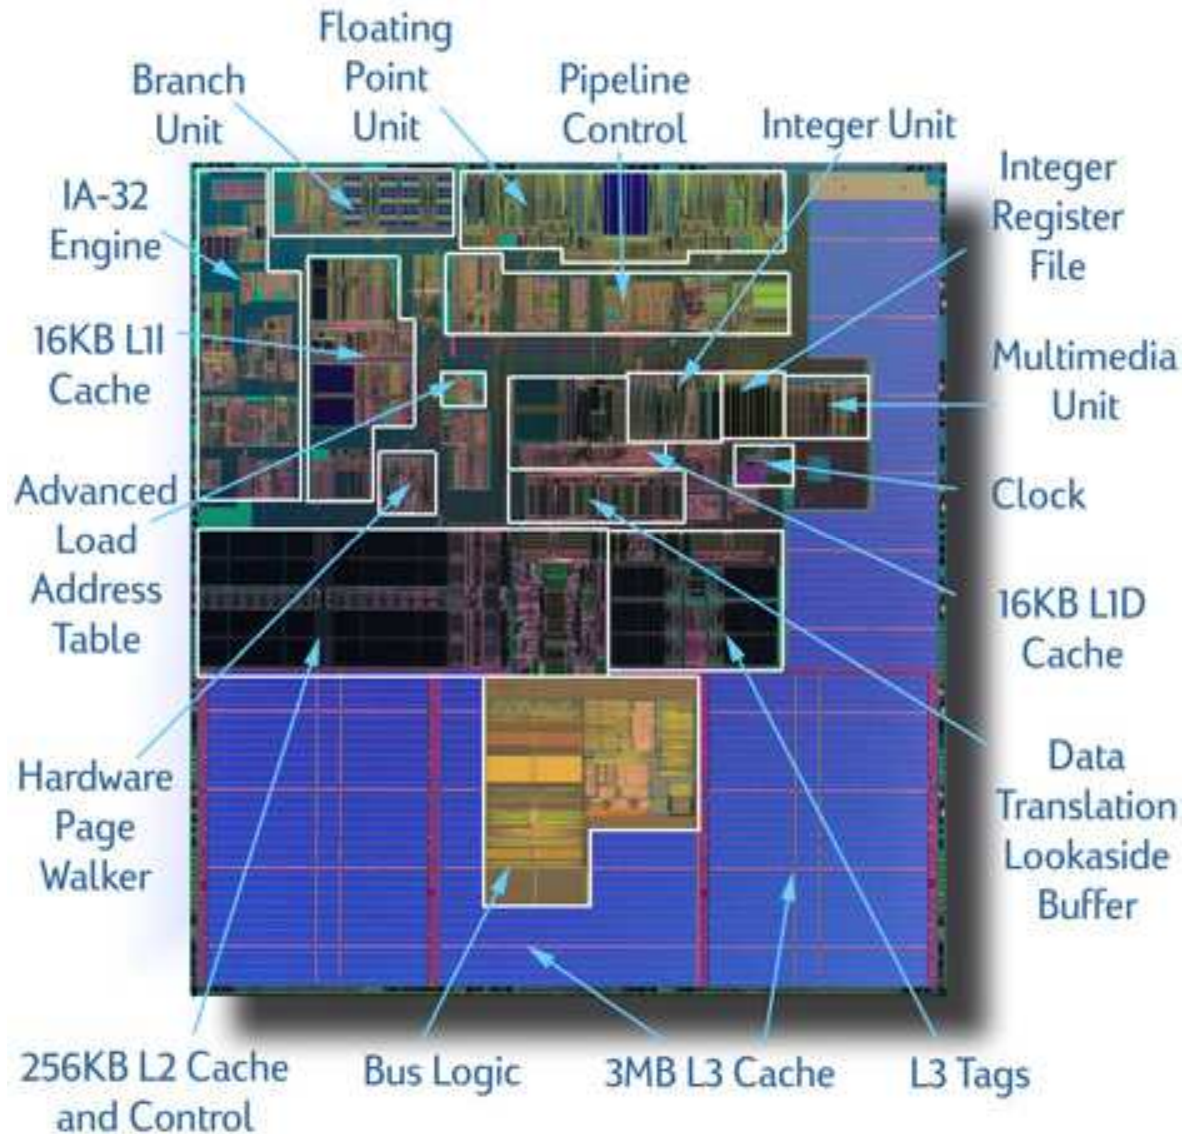 Floating
Point
Unit
Branch
Unit
Pipeline
Control
Integer Unit
Integer
Register
File
IA-32
Engine
16KB L1I
Cache
Multimedia
Unit
Advanced
Load
Address
Table
Clock
16KB L1D
Cache
Hardware
Page
Walker
Data
Translation
Lookaside
Buffer
256KB L2 Cache
and Control
Bus Logic
3MB L3 Cache
L3 Tags